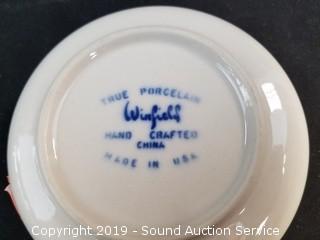 TRUE PORCELAIN
Winfield
HAND CRAFTED
CHINA
MADE IN USA
Copyright 2019 - Sound Auction Service